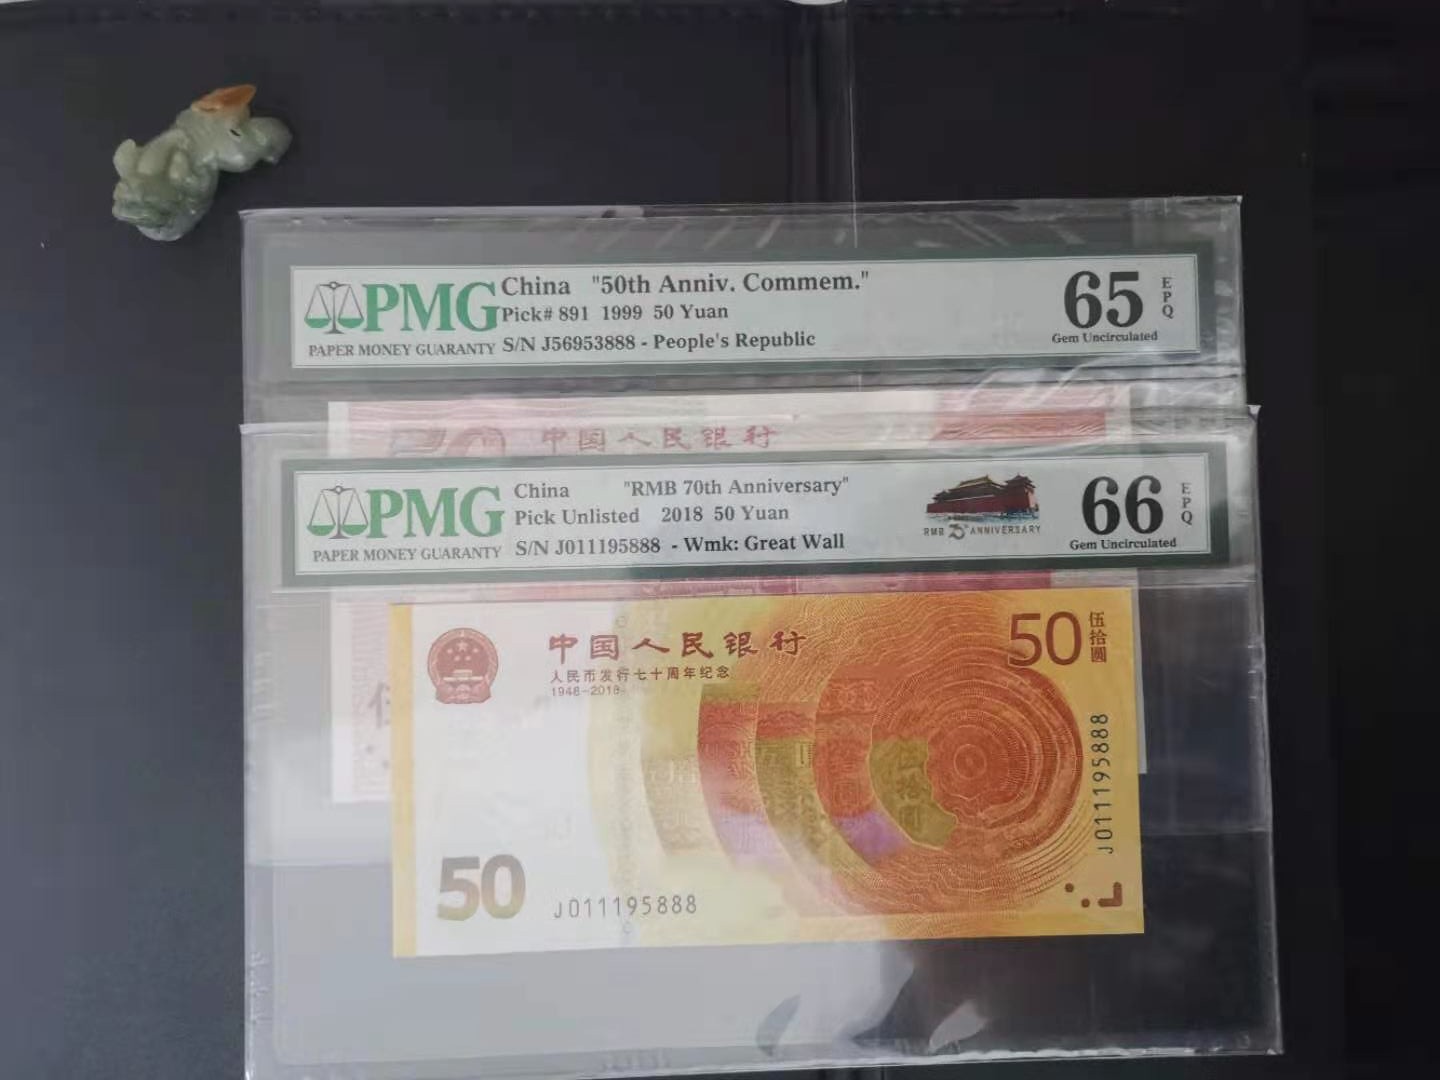 PMG
PAPER MONEY GUARANTY
China "50th Anniv. Commem."
Pick# 891 1999 50 Yuan
S/N J56953888 - People's Republic
65
EPQ
Gem Uncirculated
50 中国人民银行
PMG
PAPER MONEY GUARANTY
China "RMB 70th Anniversary"
Pick Unlisted 2018 50 Yuan
S/N J011195888 - Wmk: Great Wall
RMB 70th ANNIVERSARY
66
EPQ
Gem Uncirculated
中国人民银行
人民币发行七十周年纪念
1948-2018
50
伍拾圆
J011195888
50
J011195888